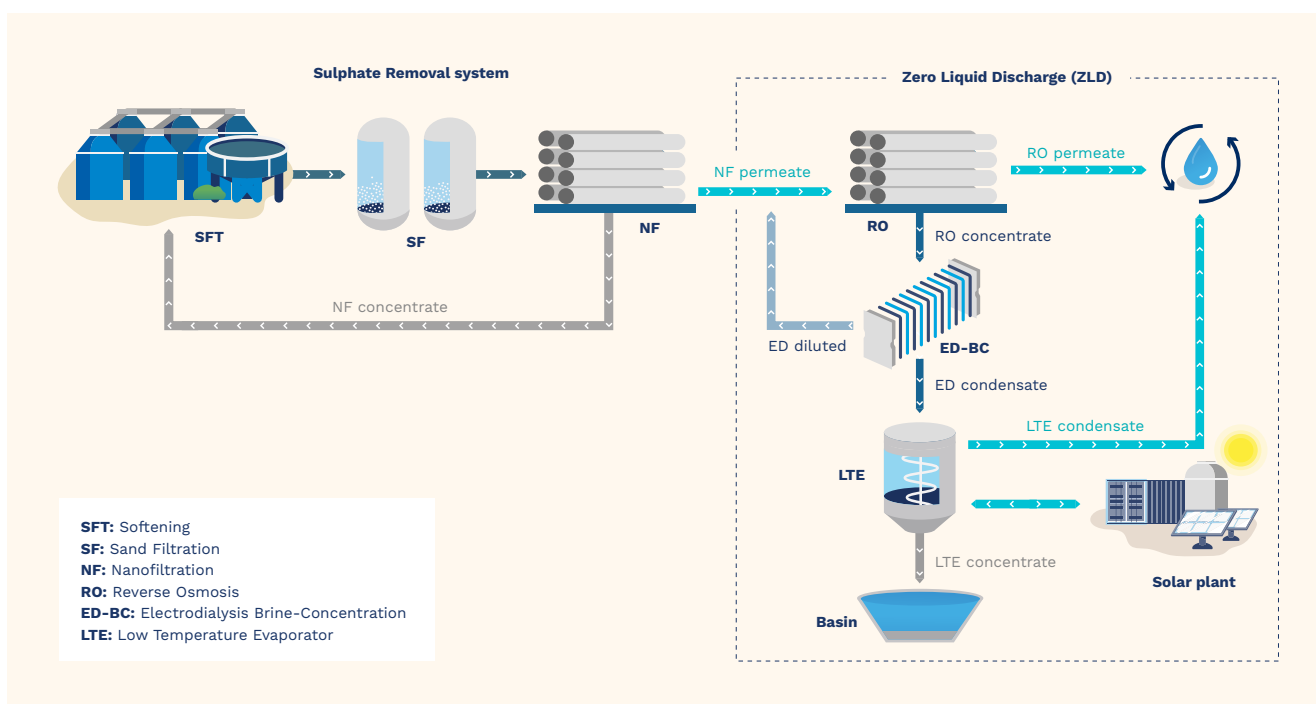 Sulphate Removal system
Zero Liquid Discharge (ZLD)
NF permeate
RO permeate
SFT
SF
NF
RO
RO concentrate
NF concentrate
ED diluted
ED-BC
ED condensate
LTE condensate
LTE
LTE concentrate
Solar plant
Basin
SFT: Softening
SF: Sand Filtration
NF: Nanofiltration
RO: Reverse Osmosis
ED-BC: Electrodialysis Brine-Concentration
LTE: Low Temperature Evaporator